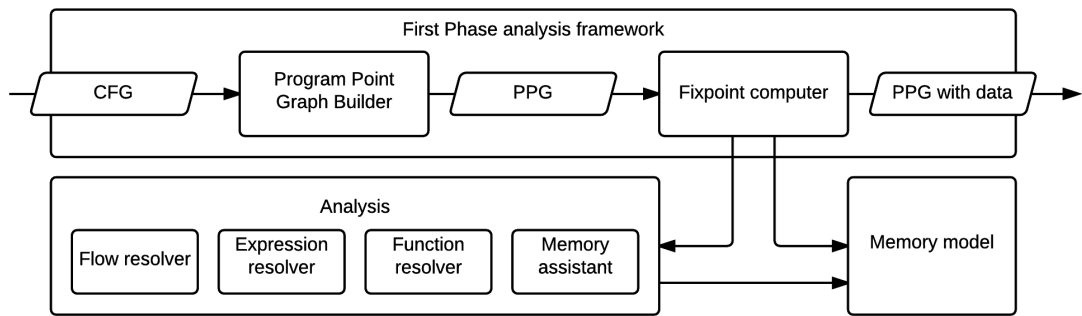 First Phase analysis framework
CFG
Program Point
Graph Builder
PPG
Fixpoint computer
PPG with data
Analysis
Flow resolver
Expression
resolver
Function
resolver
Memory
assistant
Memory model